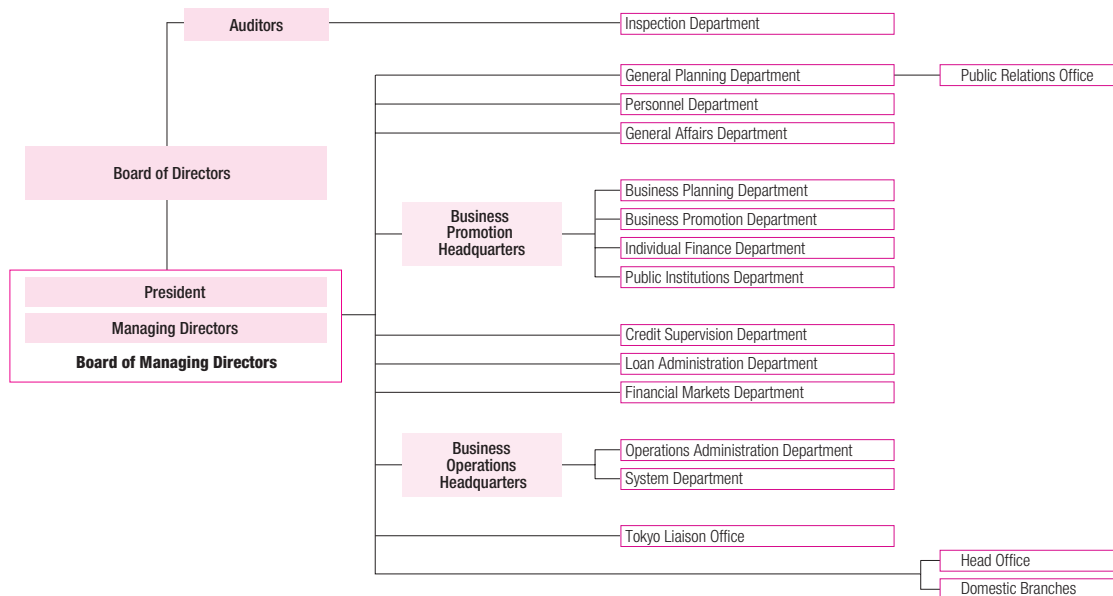 Auditors
Inspection Department
General Planning Department
Public Relations Office
Personnel Department
General Affairs Department
Board of Directors
Business
Promotion
Headquarters
Business Planning Department
Business Promotion Department
Individual Finance Department
Public Institutions Department
President
Managing Directors
Board of Managing Directors
Credit Supervision Department
Loan Administration Department
Financial Markets Department
Business
Operations
Headquarters
Operations Administration Department
System Department
Tokyo Liaison Office
Head Office
Domestic Branches